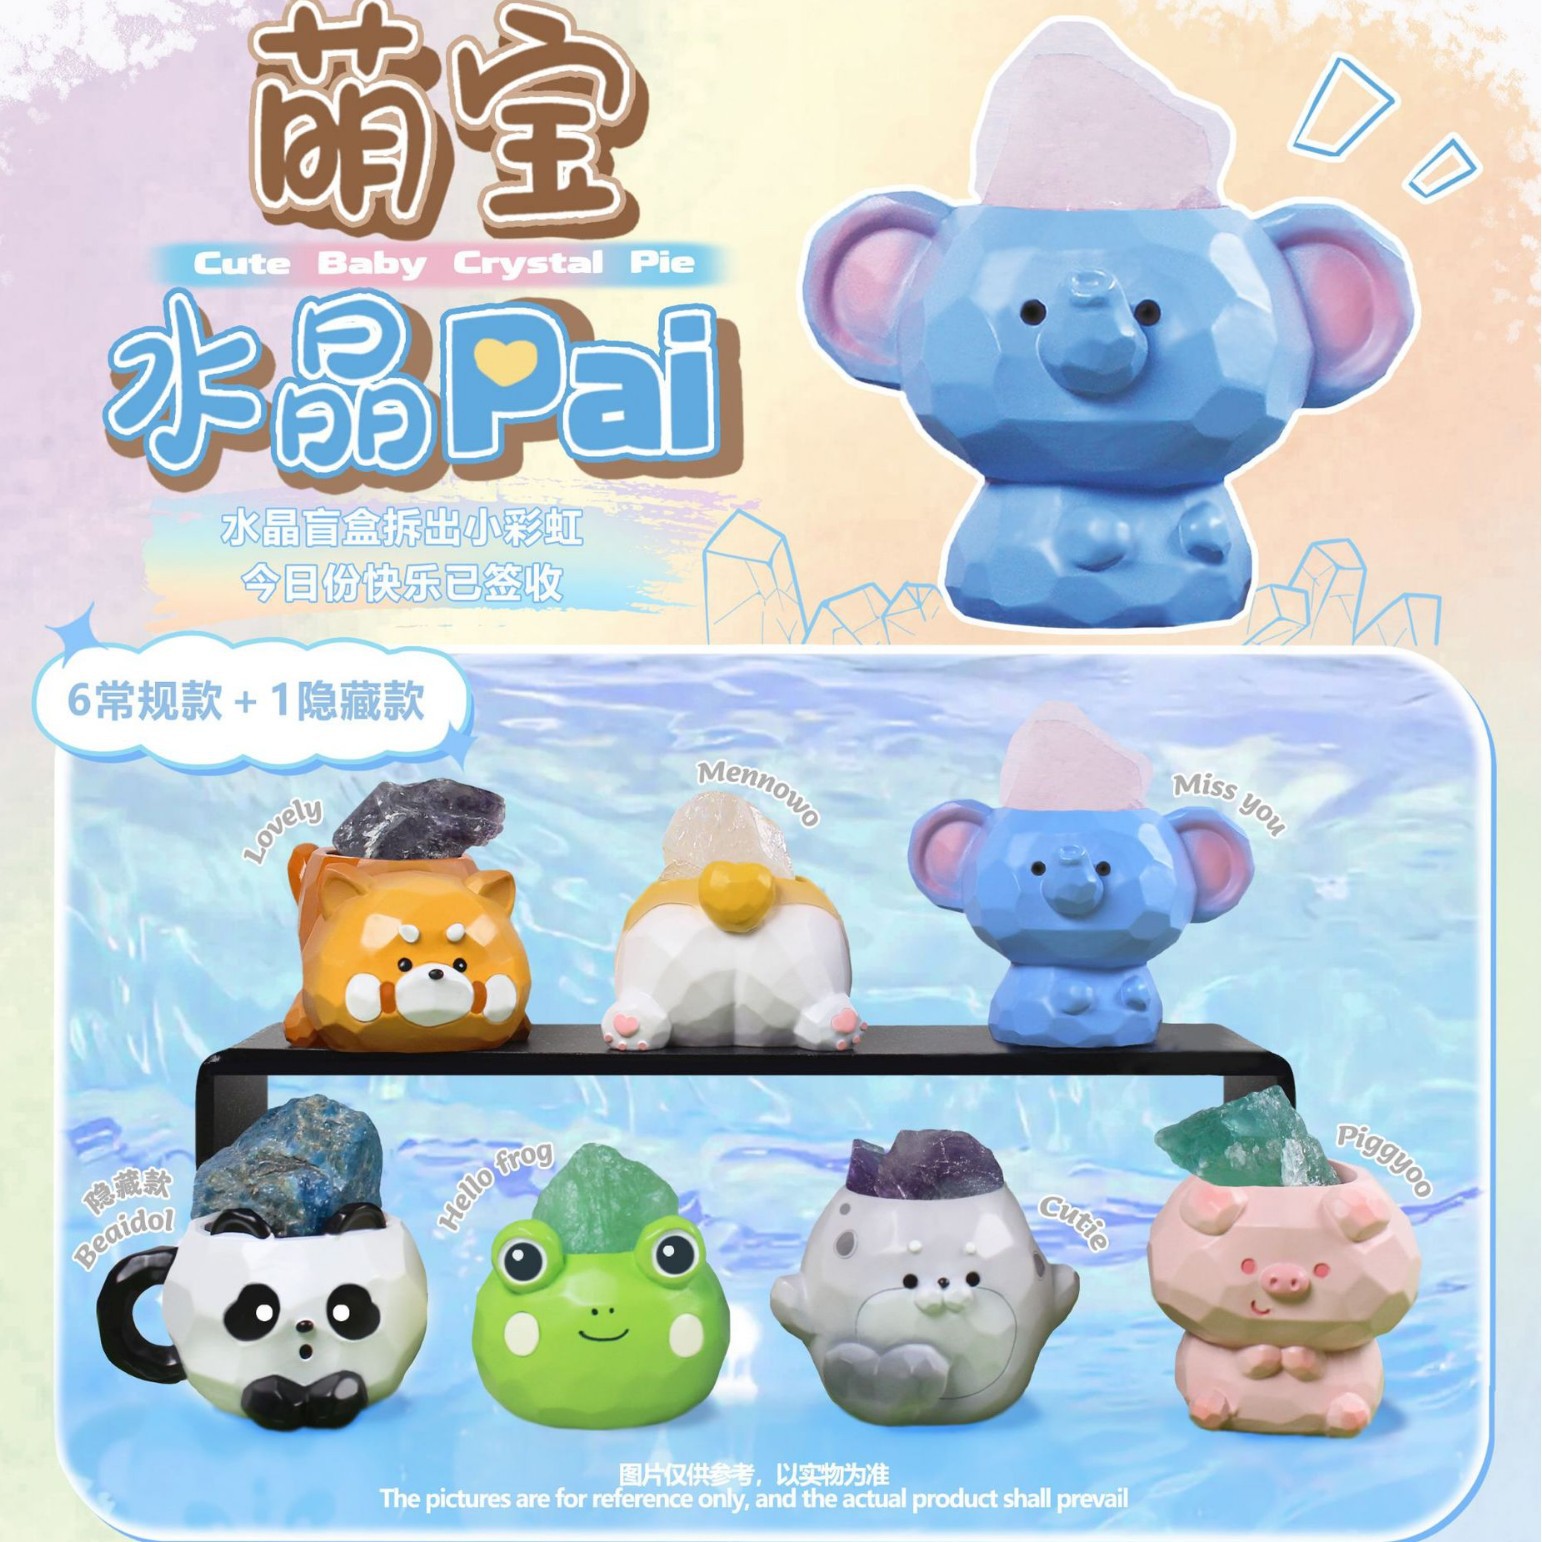 萌宝
Cute Baby Crystal Pie
水晶Pai
水晶盲盒拆出小彩虹
今日份快乐已签收
6常规款 + 1隐藏款
Lovely
Mennowo
Miss you
隐藏款
Beaidol
Hello frog
Cutie
Piggyoo
图片仅供参考，以实物为准
The pictures are for reference only, and the actual product shall prevail